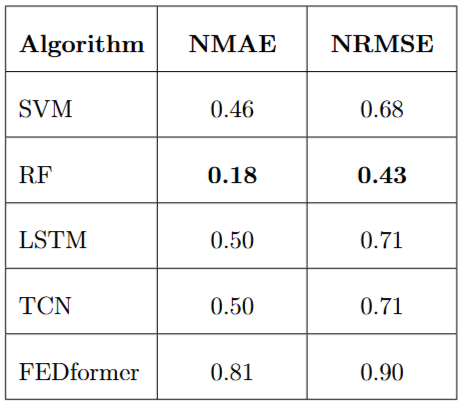 Algorithm NMAE NRMSE
SVM 0.46 0.68
RF 0.18 0.43
LSTM 0.50 0.71
TCN 0.50 0.71
FEDformer 0.81 0.90